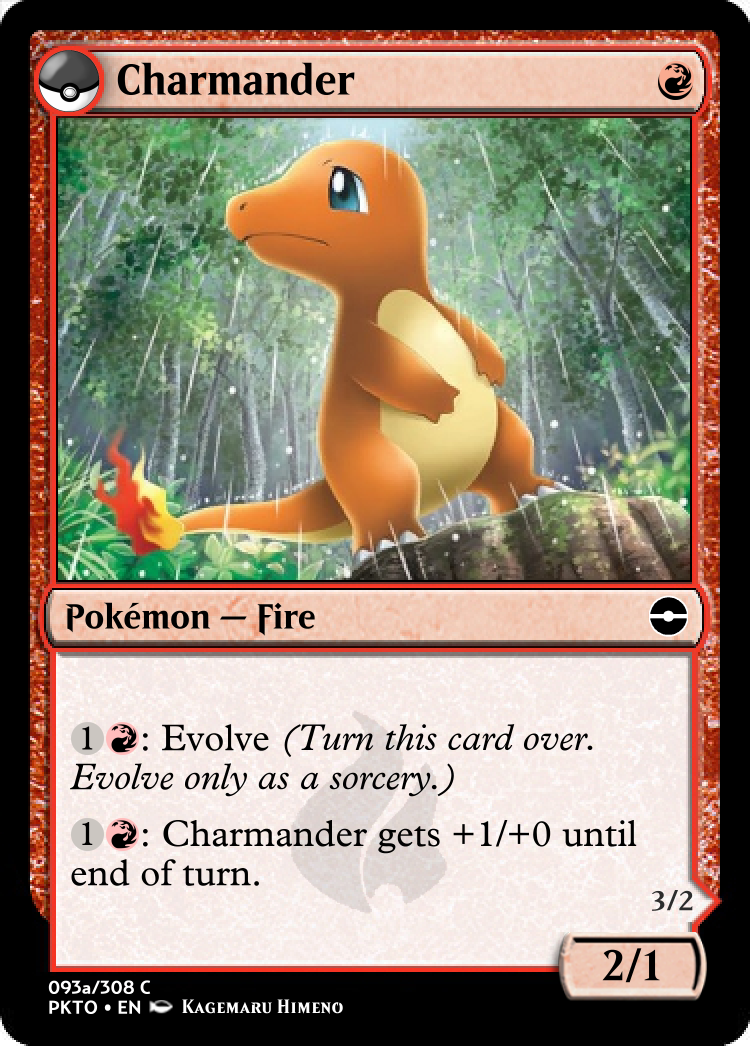 Charmander
Pokémon — Fire
1: Evolve (Turn this card over.
Evolve only as a sorcery.)
1: Charmander gets +1/+0 until
end of turn.
3/2
2/1
093a/308 C
PKTO • EN Kagemaru Himeno